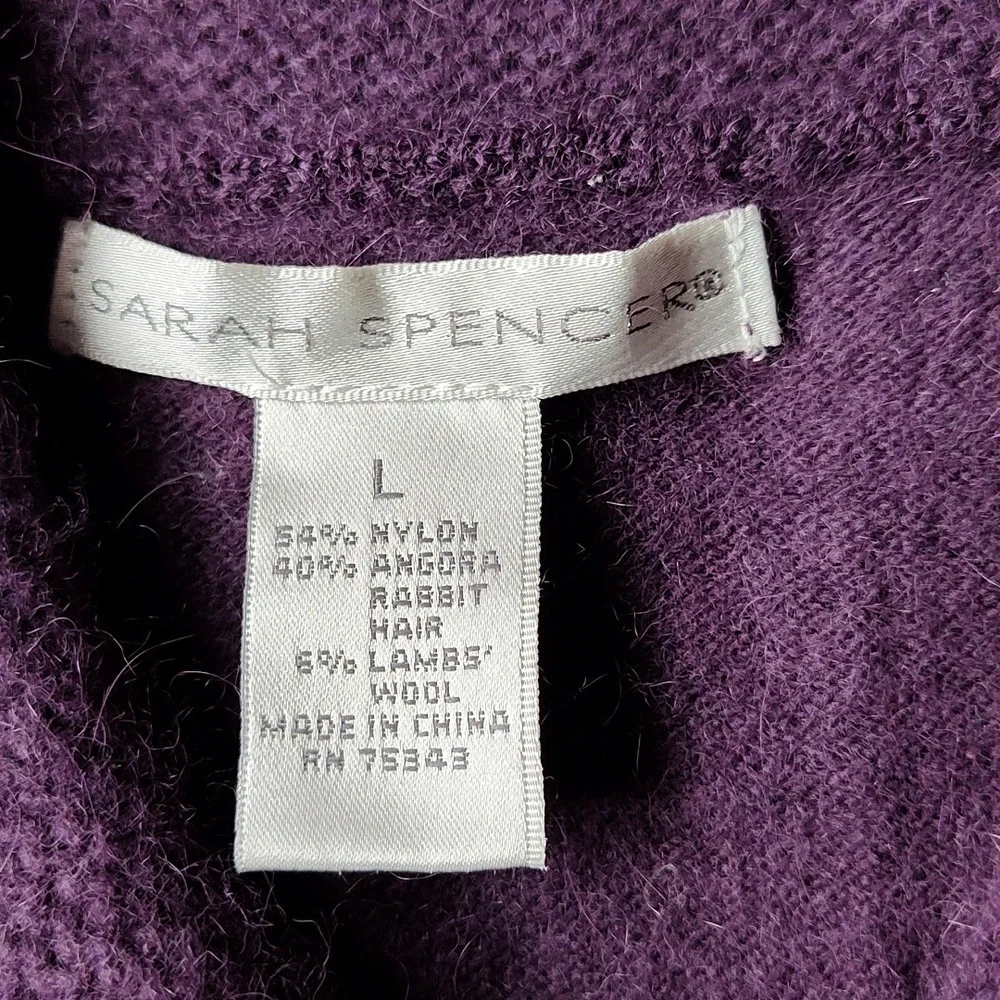 SARAH SPENCER®
L
54% NYLON
40% ANGORA
RABBIT
HAIR
6% LAMBS'
WOOL
MADE IN CHINA
RN 75343